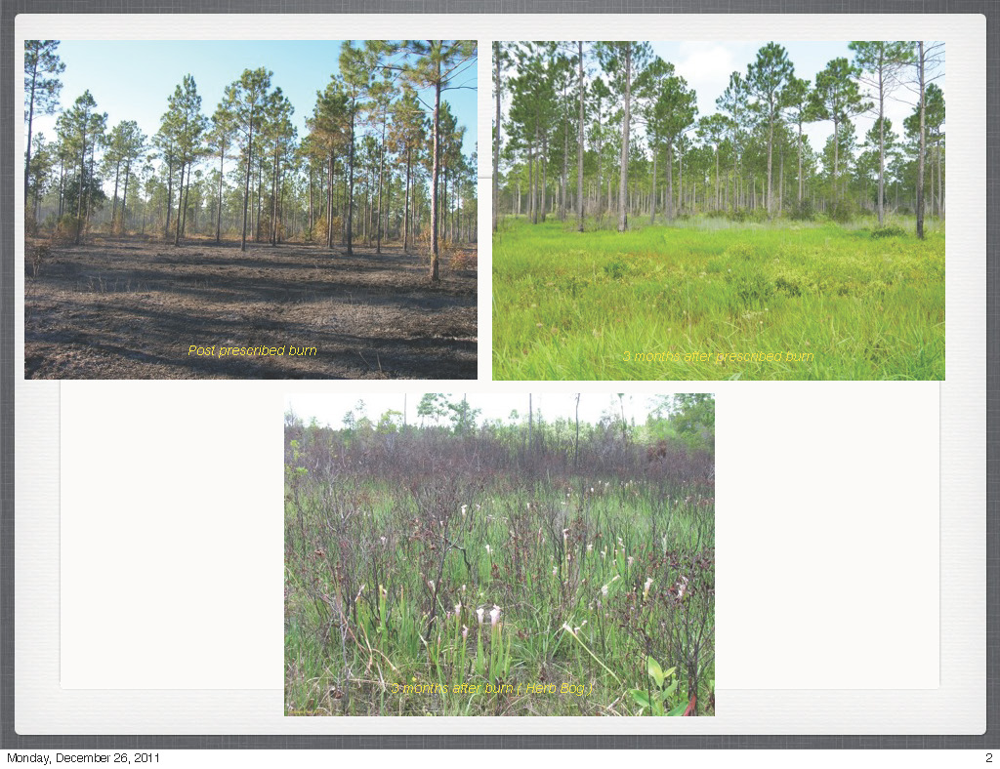 Post prescribed burn
3 months after prescribed burn
3 months after burn ( Herb Bog )
Monday, December 26, 2011
2